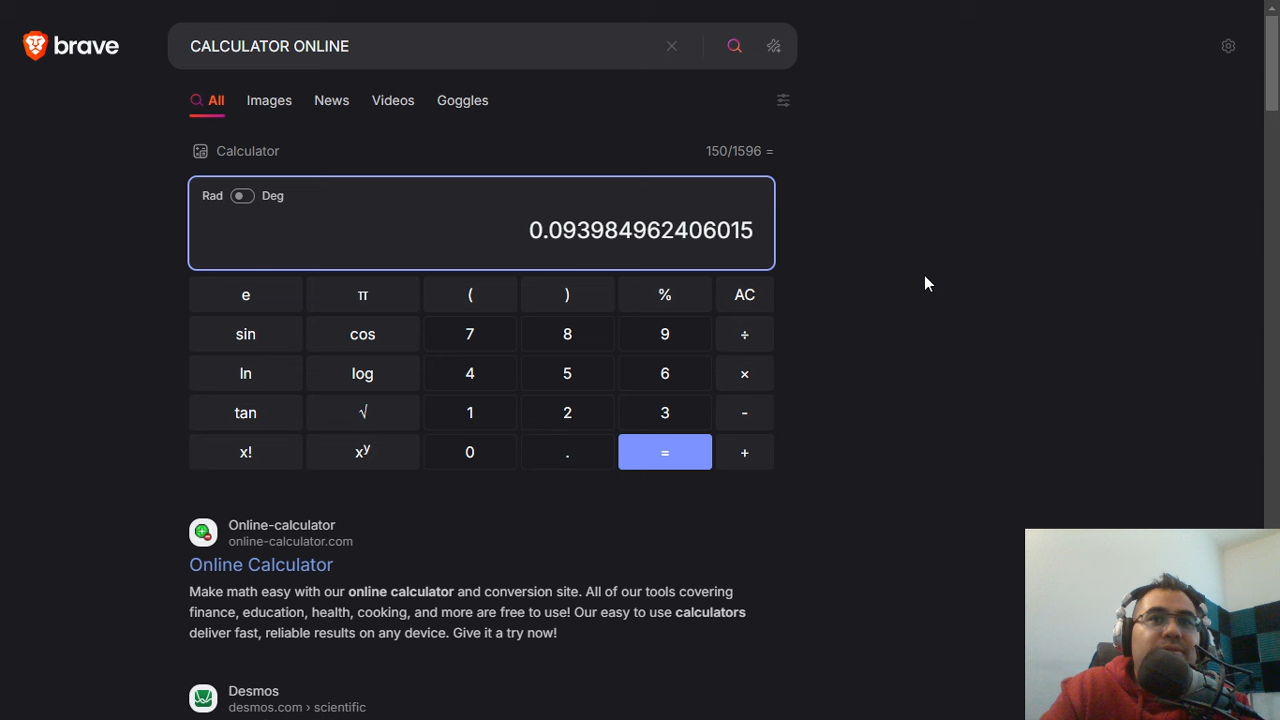 brave
CALCULATOR ONLINE
All Images News Videos Goggles
Calculator 150/1596 =
Rad Deg
0.093984962406015
e π ( ) % AC
sin cos 7 8 9 ÷
ln log 4 5 6 ×
tan √ 1 2 3 -
x! xʸ 0 . = +
Online-calculator
online-calculator.com
Online Calculator
Make math easy with our online calculator and conversion site. All of our tools covering
finance, education, health, cooking, and more are free to use! Our easy to use calculators
deliver fast, reliable results on any device. Give it a try now!
Desmos
desmos.com › scientific